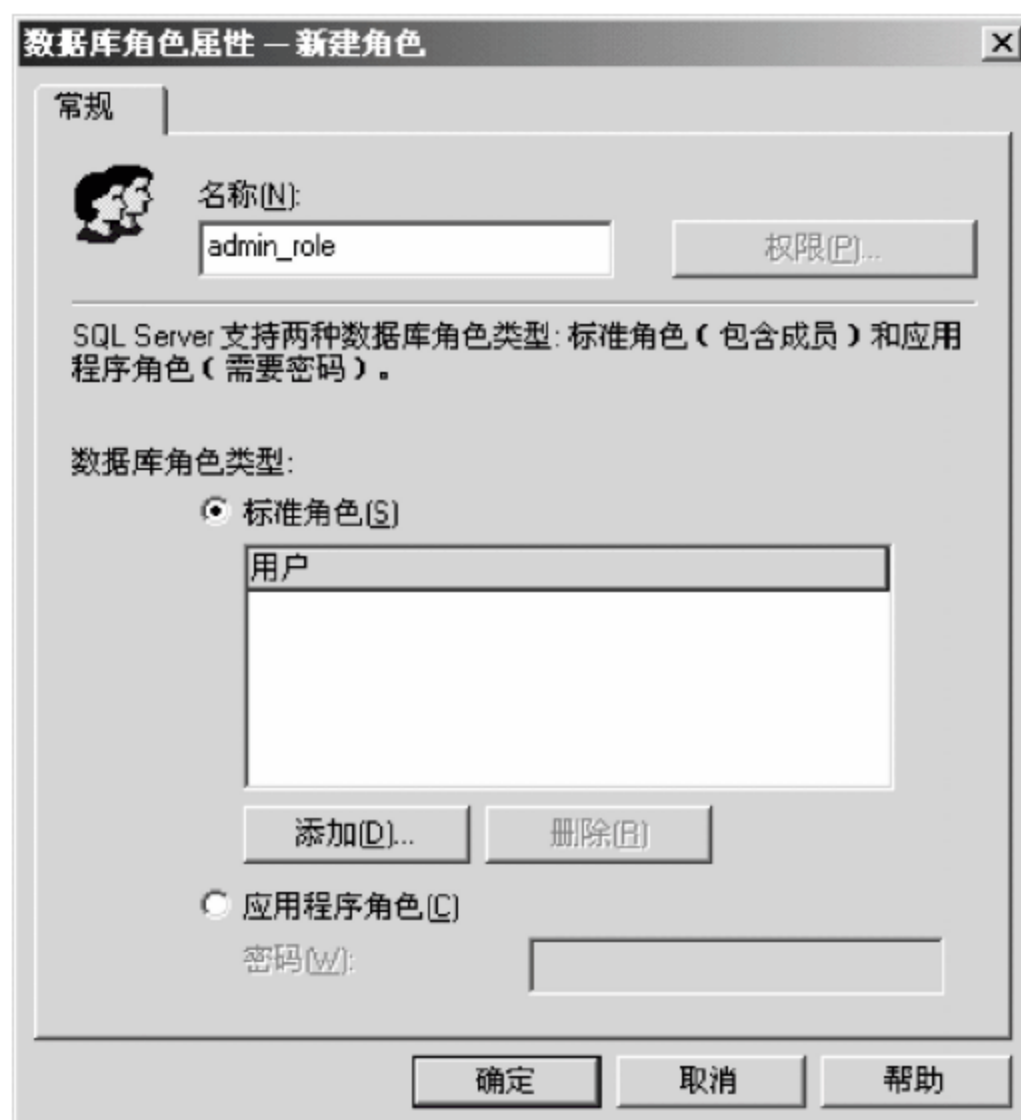 数据库角色属性 — 新建角色
常规
名称(N):
admin_role
权限(P)...
SQL Server 支持两种数据库角色类型: 标准角色 ( 包含成员 ) 和应用
程序角色 ( 需要密码 ) 。
数据库角色类型:
标准角色(S)
用户
添加(D)...
删除(R)
应用程序角色(C)
密码(W):
确定
取消
帮助